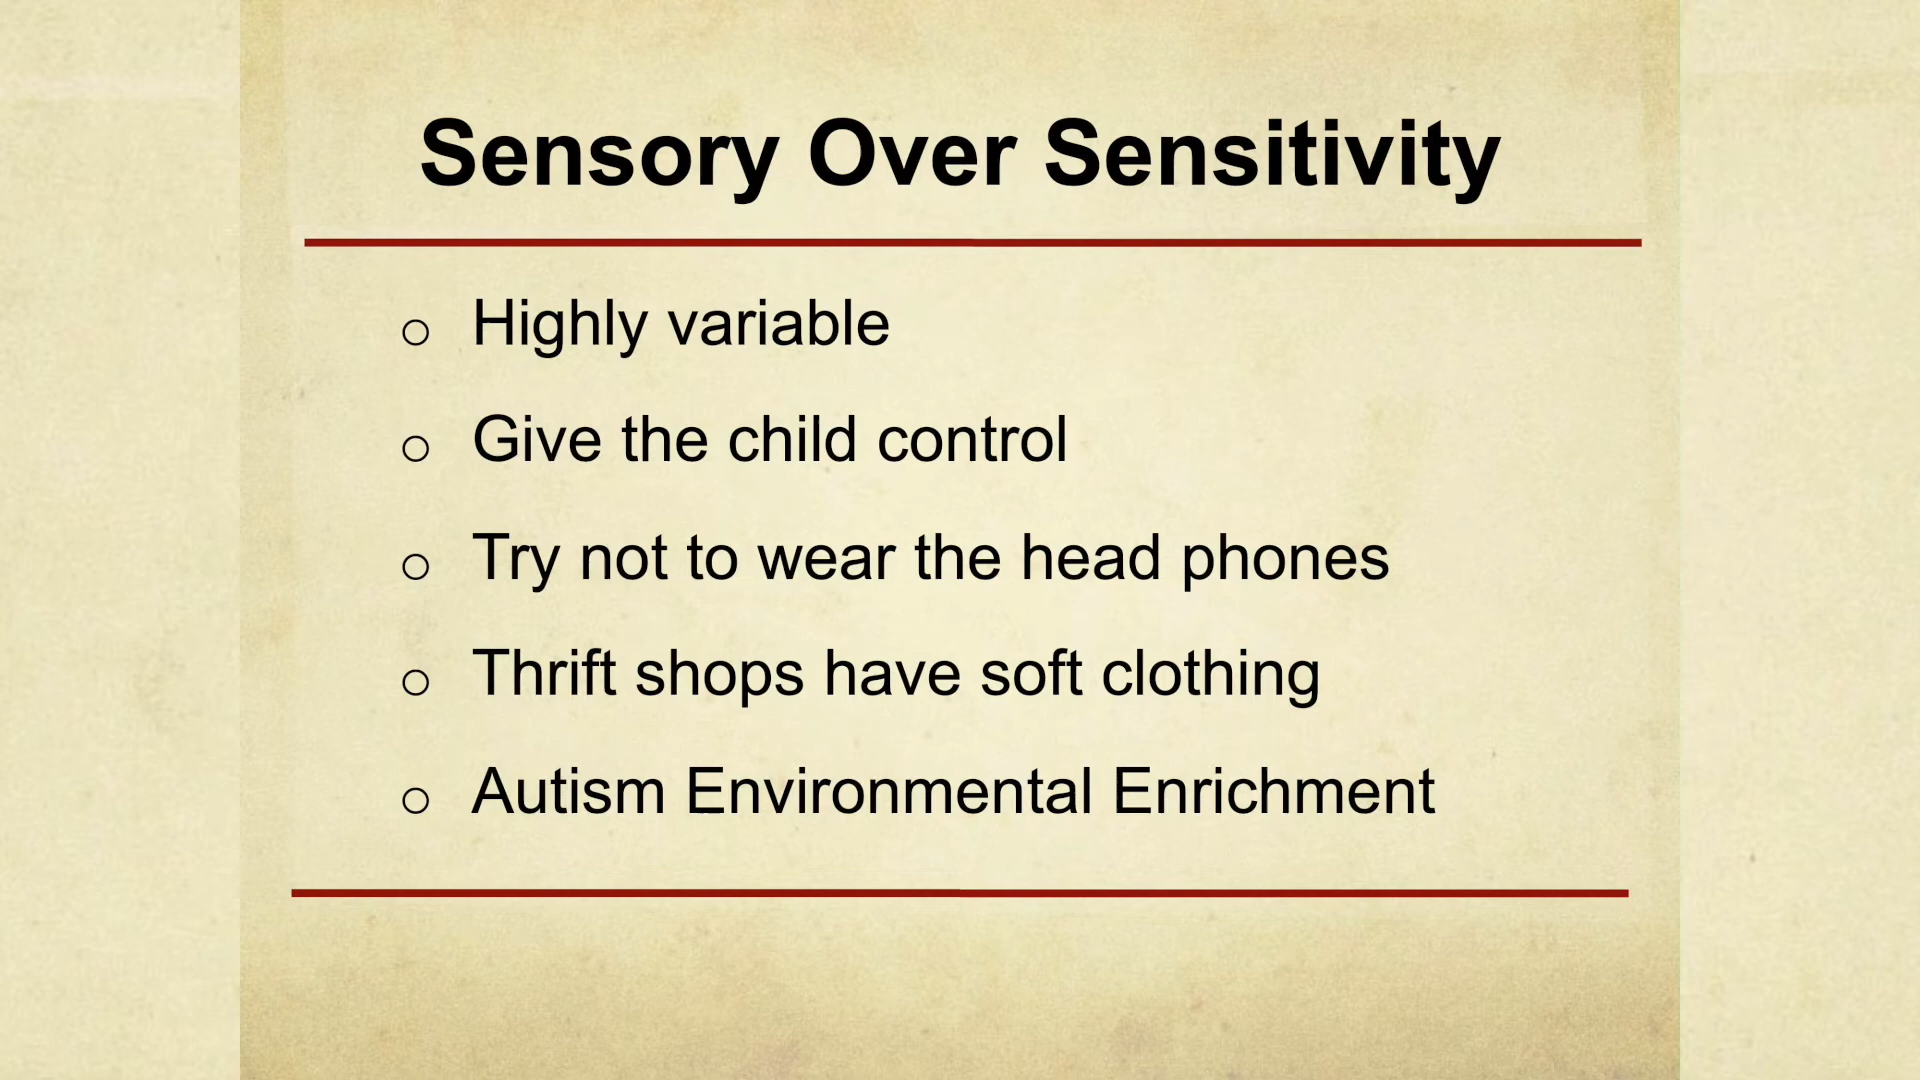 Sensory Over Sensitivity
o Highly variable
o Give the child control
o Try not to wear the head phones
o Thrift shops have soft clothing
o Autism Environmental Enrichment